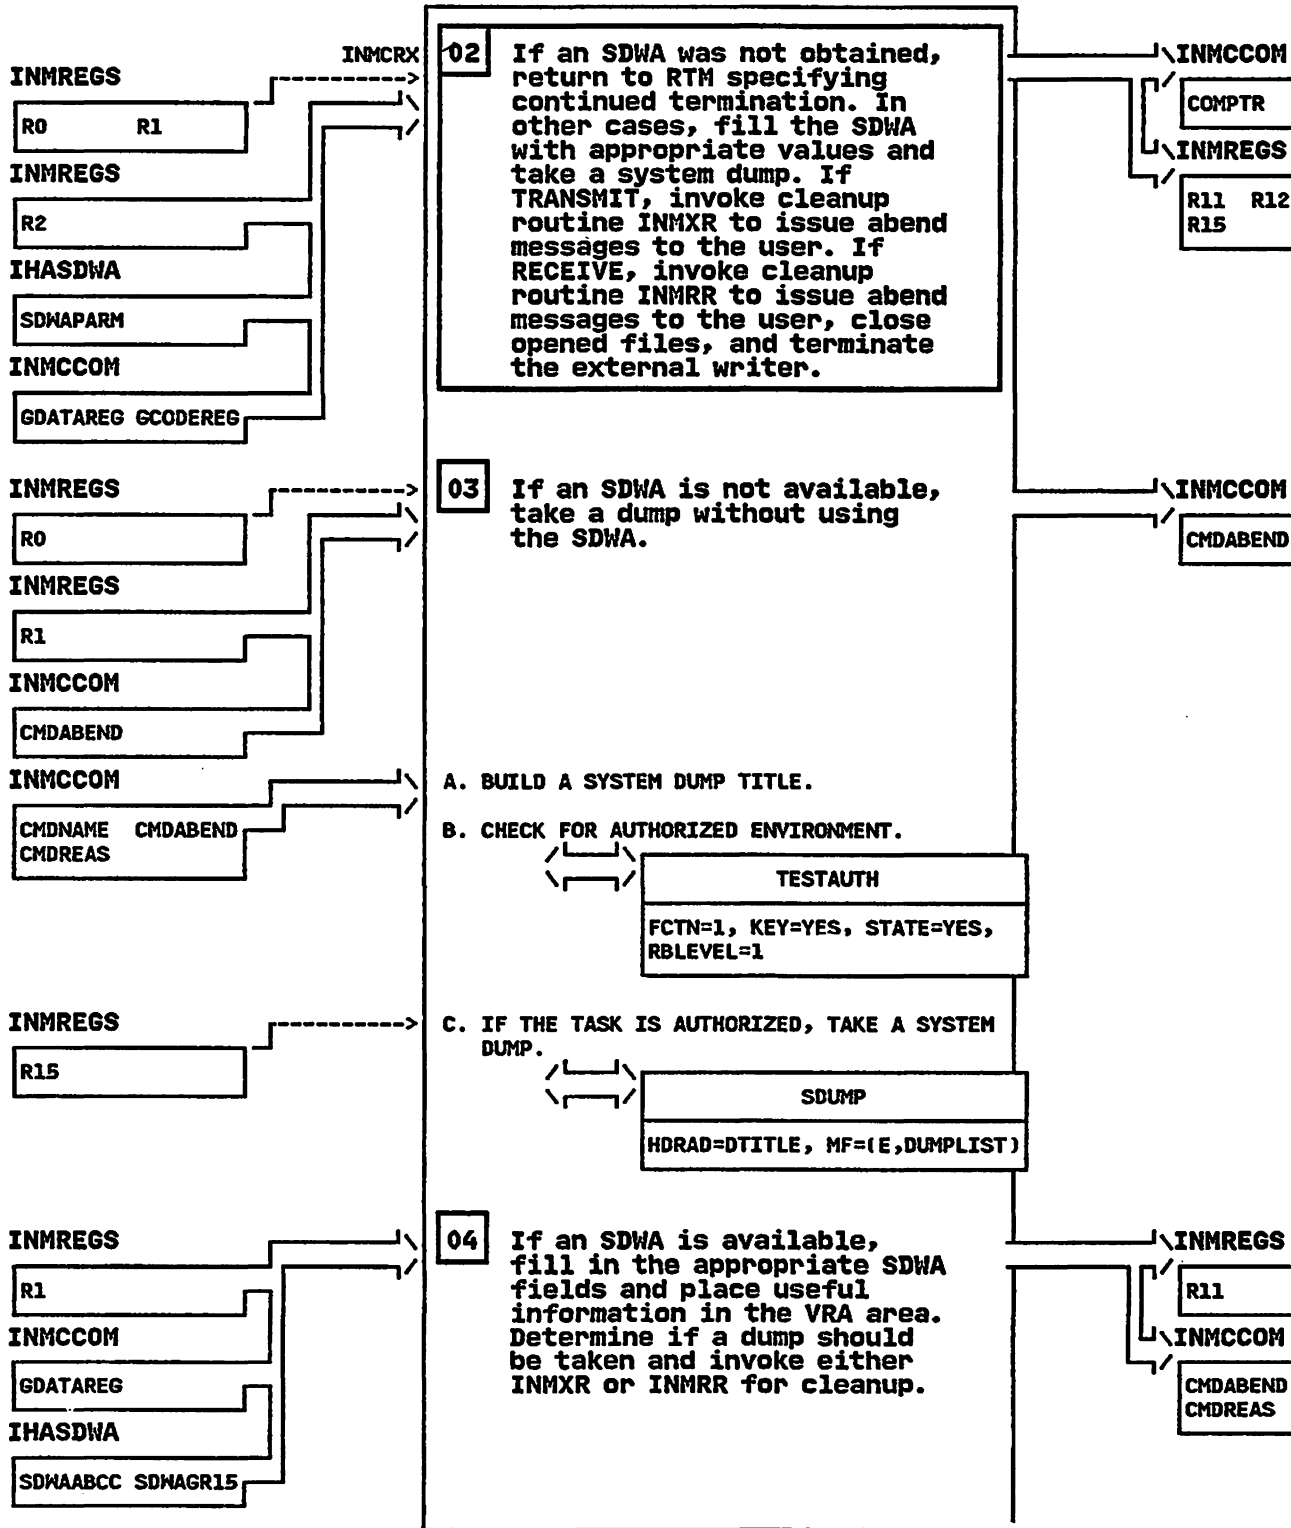 INMCRX
02 If an SDWA was not obtained,
return to RTM specifying
continued termination. In
other cases, fill the SDWA
with appropriate values and
take a system dump. If
TRANSMIT, invoke cleanup
routine INMXR to issue abend
messages to the user. If
RECEIVE, invoke cleanup
routine INMRR to issue abend
messages to the user, close
opened files, and terminate
the external writer.
INMREGS
R0 R1
INMREGS
R2
IHASDWA
SDWAPARM
INMCCOM
GDATAREG GCODEREG
INMCCOM
COMPTR
INMREGS
R11 R12
R15
INMREGS
R0
INMREGS
R1
INMCCOM
CMDABEND
03 If an SDWA is not available,
take a dump without using
the SDWA.
INMCCOM
CMDABEND
INMCCOM
CMDNAME CMDABEND
CMDREAS
A. BUILD A SYSTEM DUMP TITLE.
B. CHECK FOR AUTHORIZED ENVIRONMENT.
TESTAUTH
FCTN=1, KEY=YES, STATE=YES,
RBLEVEL=1
INMREGS
R15
C. IF THE TASK IS AUTHORIZED, TAKE A SYSTEM
DUMP.
SDUMP
HDRAD=DTITLE, MF=(E,DUMPLIST)
INMREGS
R1
INMCCOM
GDATAREG
IHASDWA
SDWAABCC SDWAGR15
04 If an SDWA is available,
fill in the appropriate SDWA
fields and place useful
information in the VRA area.
Determine if a dump should
be taken and invoke either
INMXR or INMRR for cleanup.
INMREGS
R11
INMCCOM
CMDABEND
CMDREAS